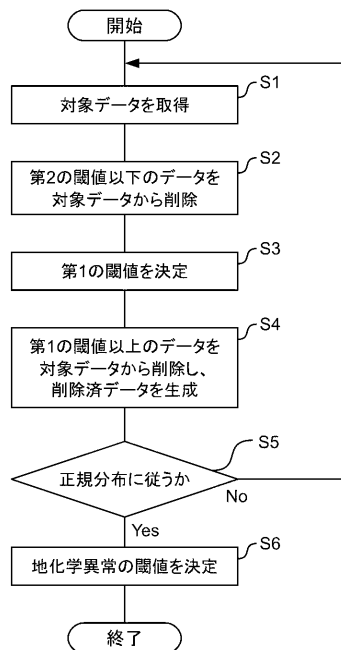 開始
S1
対象データを取得
S2
第2の閾値以下のデータを
対象データから削除
S3
第1の閾値を決定
S4
第1の閾値以上のデータを
対象データから削除し、
削除済データを生成
S5
正規分布に従うか
No
Yes
S6
地化学異常の閾値を決定
終了